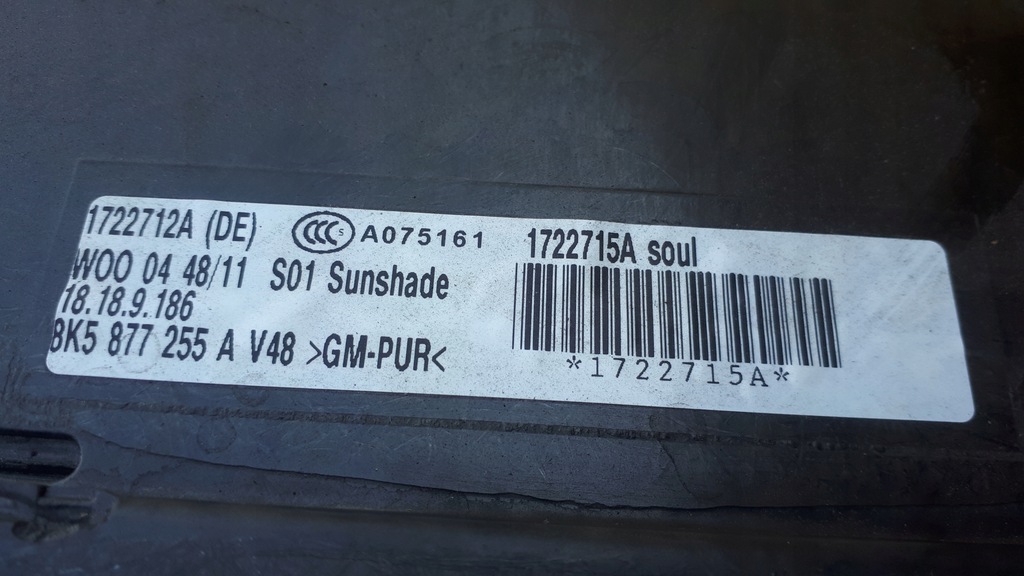 1722712A (DE) CCC S A075161
WOO 04 48/11 S01 Sunshade
18.18.9.186
8K5 877 255 A V48 >GM-PUR<
1722715A soul
*1722715A*